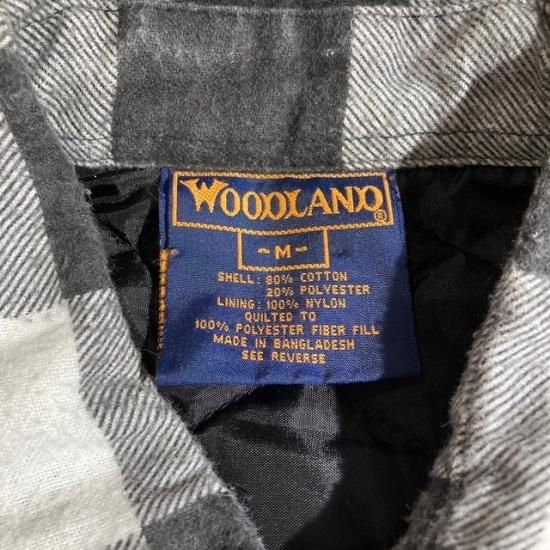 WOODLAND®
~M~
SHELL: 80% COTTON
20% POLYESTER
LINING: 100% NYLON
QUILTED TO
100% POLYESTER FIBER FILL
MADE IN BANGLADESH
SEE REVERSE